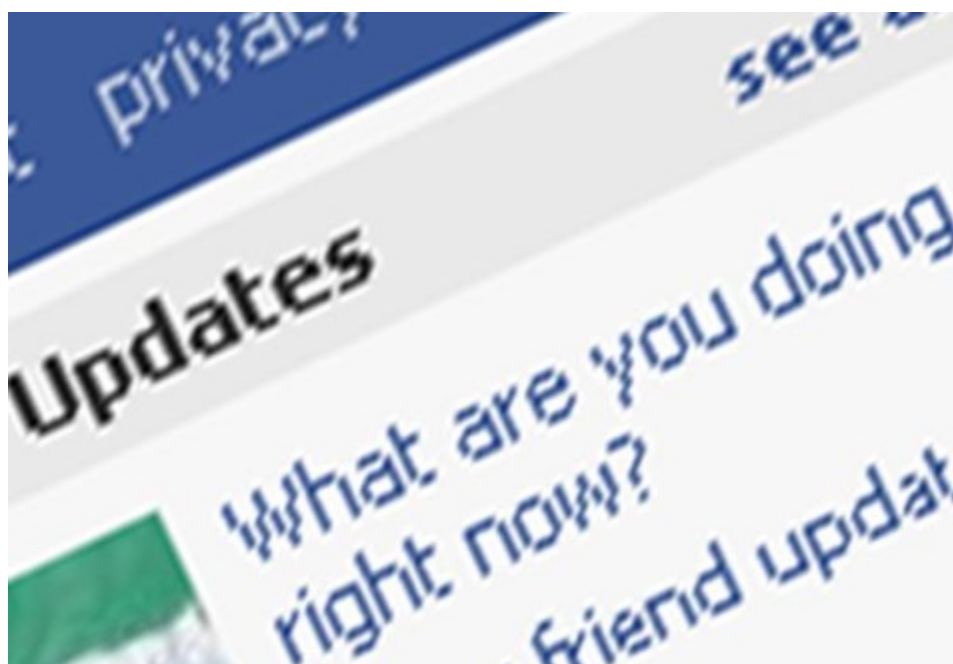 privacy
see
Updates
What are you doing
right now?
friend updat